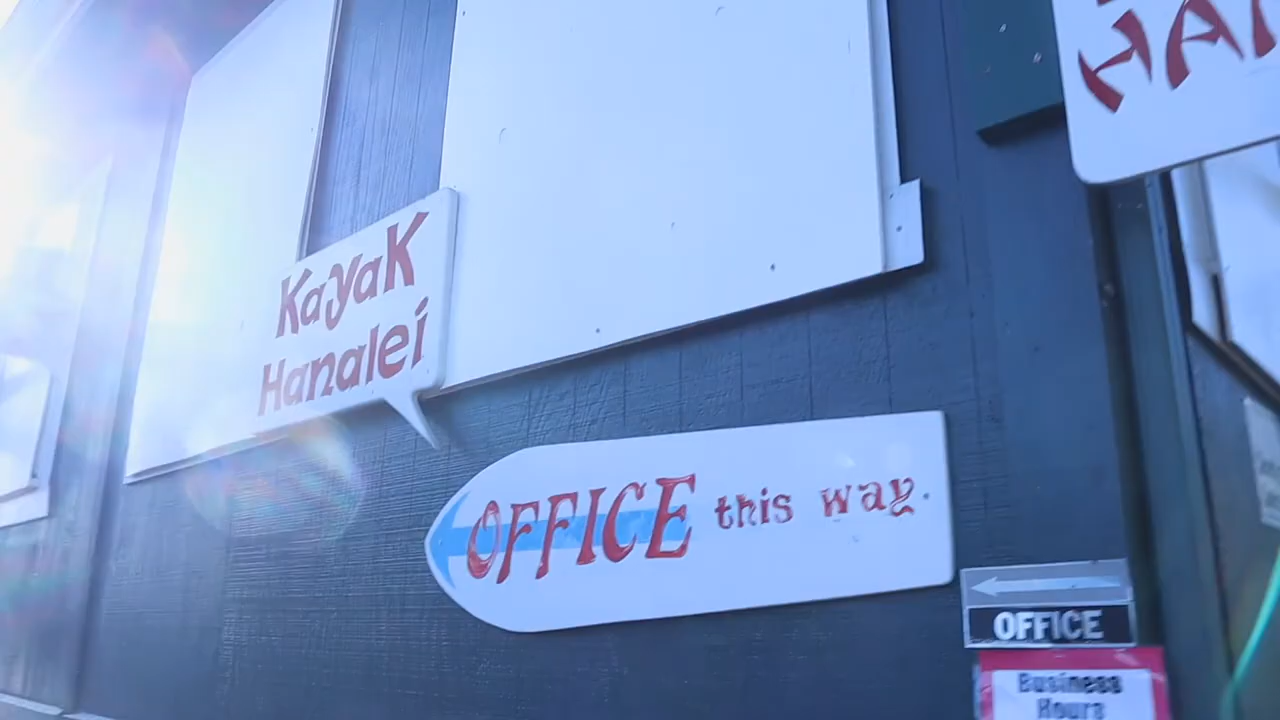 Kayak
Hanalei
OFFICE this way.
OFFICE
Business
Hours